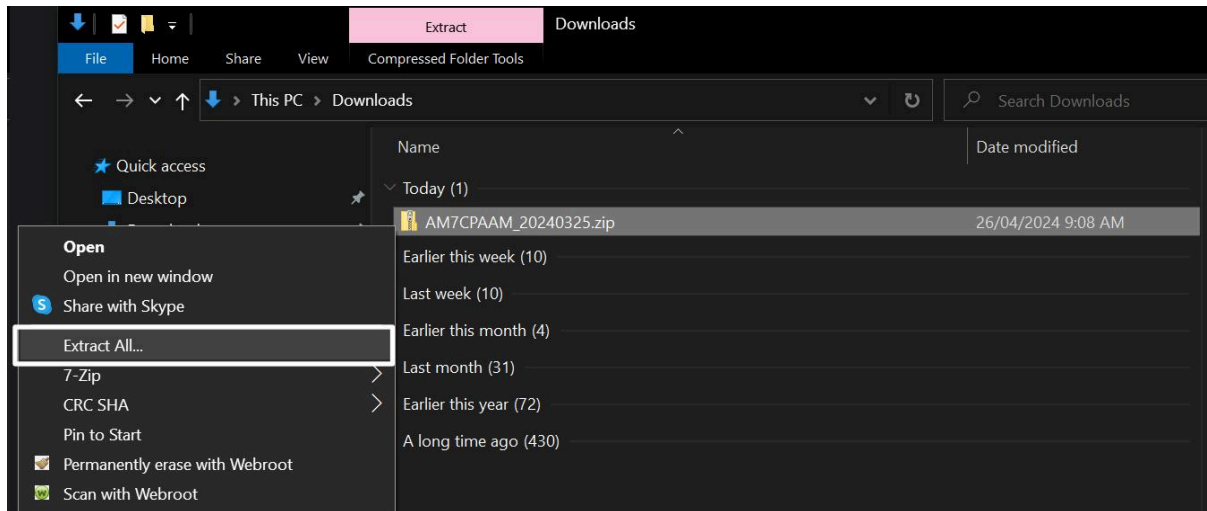 Extract
Downloads
File
Home
Share
View
Compressed Folder Tools
This PC > Downloads
Search Downloads
Name
Date modified
Quick access
Desktop
Today (1)
AM7CPAAM_20240325.zip
26/04/2024 9:08 AM
Earlier this week (10)
Last week (10)
Earlier this month (4)
Last month (31)
Earlier this year (72)
A long time ago (430)
Open
Open in new window
Share with Skype
Extract All...
7-Zip
CRC SHA
Pin to Start
Permanently erase with Webroot
Scan with Webroot